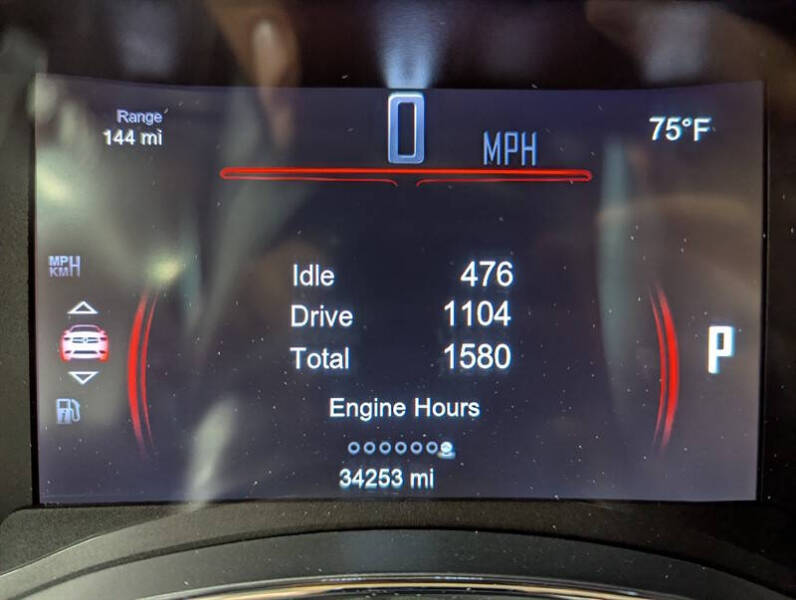 Range
144 mi
0
MPH
75°F
MPH
KMH
Idle 476
Drive 1104
P
Total 1580
Engine Hours
34253 mi